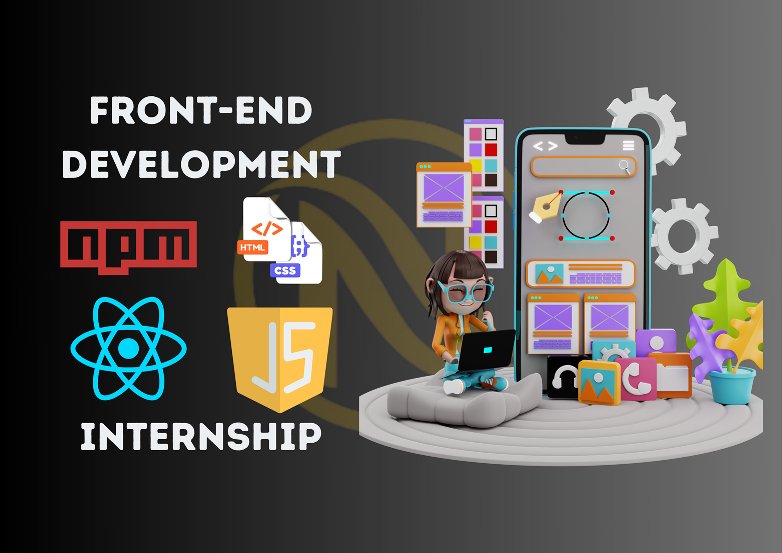 FRONT-END
DEVELOPMENT
npm
</>
HTML
{}
CSS
JS
INTERNSHIP
< >